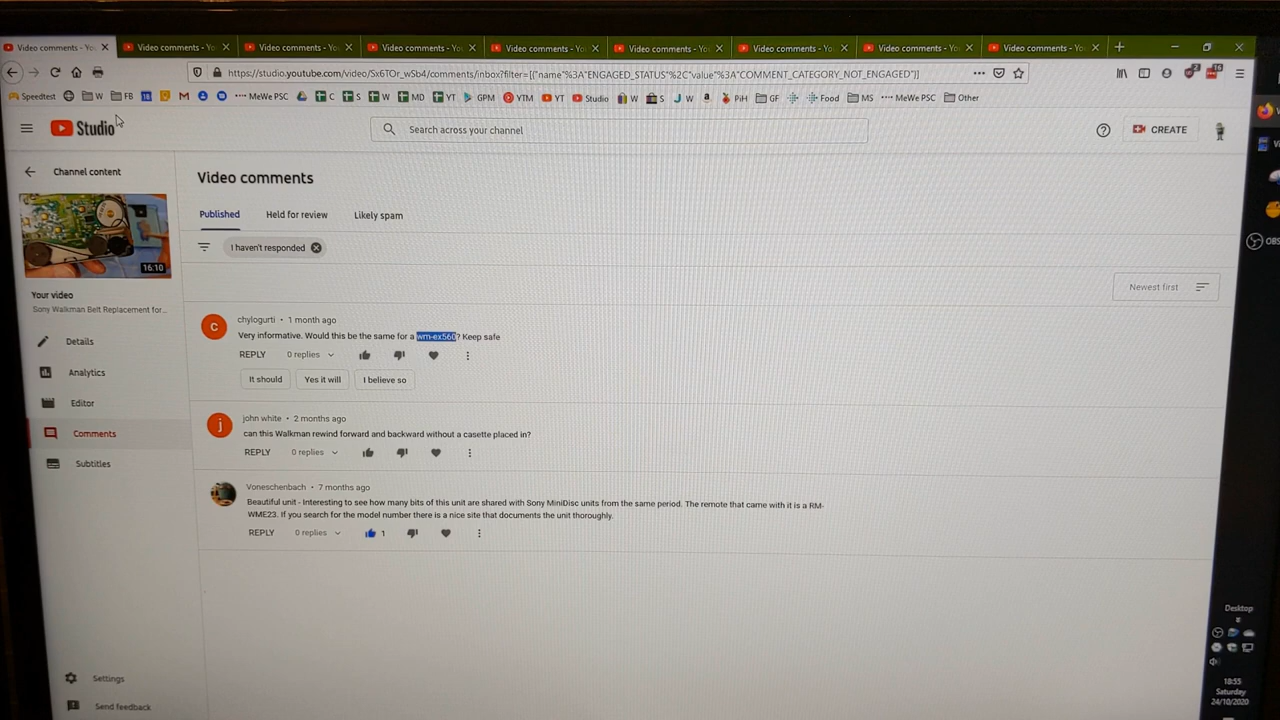 Video comments - Yo
Video comments - Yo
Video comments - Yo
Video comments - You
Video comments - Yo
Video comments - Yo
Video comments - Yo
Video comments - You
Video comments - Yo
https://studio.youtube.com/video/Sx6TOr_wSb4/comments/inbox?filter=[{"name"%3A"ENGAGED_STATUS"%2C"value"%3A"COMMENT_CATEGORY_NOT_ENGAGED"}]
2
16
Speedtest W FB 18 MeWe PSC C S W MD YT GPM YTM YT Studio W S W PiH GF Food MS MeWe PSC Other
Studio
Search across your channel
CREATE
Channel content
16:10
Your video
Sony Walkman Belt Replacement for...
Details
Analytics
Editor
Comments
Subtitles
Settings
Send feedback
Video comments
Published Held for review Likely spam
I haven't responded
Newest first
C
chylogurti • 1 month ago
Very informative. Would this be the same for a wm-ex560? Keep safe
REPLY 0 replies
It should Yes it will I believe so
j
john white • 2 months ago
can this Walkman rewind forward and backward without a casette placed in?
REPLY 0 replies
Voneschenbach • 7 months ago
Beautiful unit - Interesting to see how many bits of this unit are shared with Sony MiniDisc units from the same period. The remote that came with it is a RM-
WME23. If you search for the model number there is a nice site that documents the unit thoroughly.
REPLY 0 replies 1
OBS
Desktop
18:55
Saturday
24/10/2020